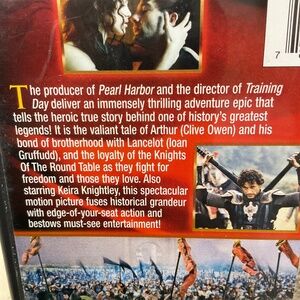 7
The producer of Pearl Harbor and the director of Training
Day deliver an immensely thrilling adventure epic that
tells the heroic true story behind one of history's greatest
legends! It is the valiant tale of Arthur (Clive Owen) and his
bond of brotherhood with Lancelot (Ioan
Gruffudd), and the loyalty of the Knights
Of The Round Table as they fight for
freedom and those they love. Also
starring Keira Knightley, this spectacular
motion picture fuses historical grandeur
with edge-of-your-seat action and
bestows must-see entertainment!